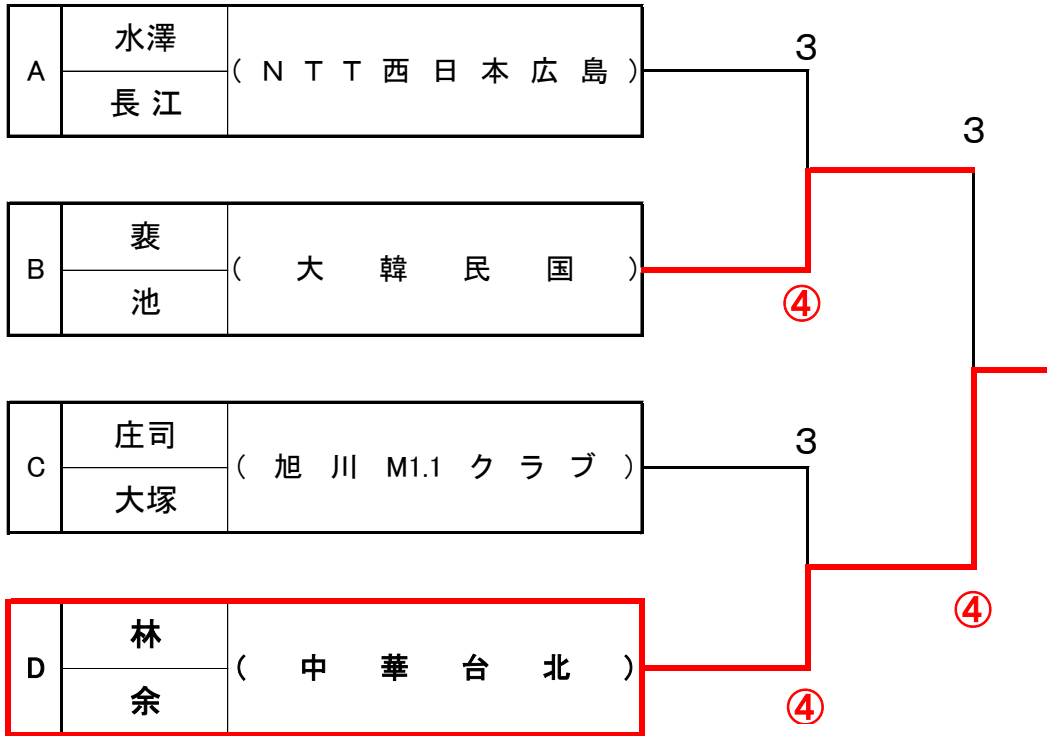 水澤
A
(NTT西日本広島)
3
長江
3
裵
B
(大韓民国)
池
④
庄司
3
C
(旭川M1.1クラブ)
大塚
④
林
D
(中華台北)
余
④